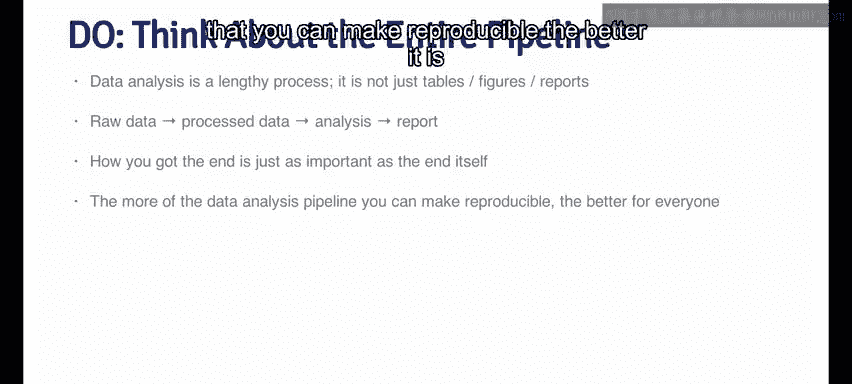 DO: Think About the Entire Pipeline
that you can make reproducible the better
it is
· Data analysis is a lengthy process; it is not just tables / figures / reports
· Raw data → processed data → analysis → report
· How you got the end is just as important as the end itself
· The more of the data analysis pipeline you can make reproducible, the better for everyone